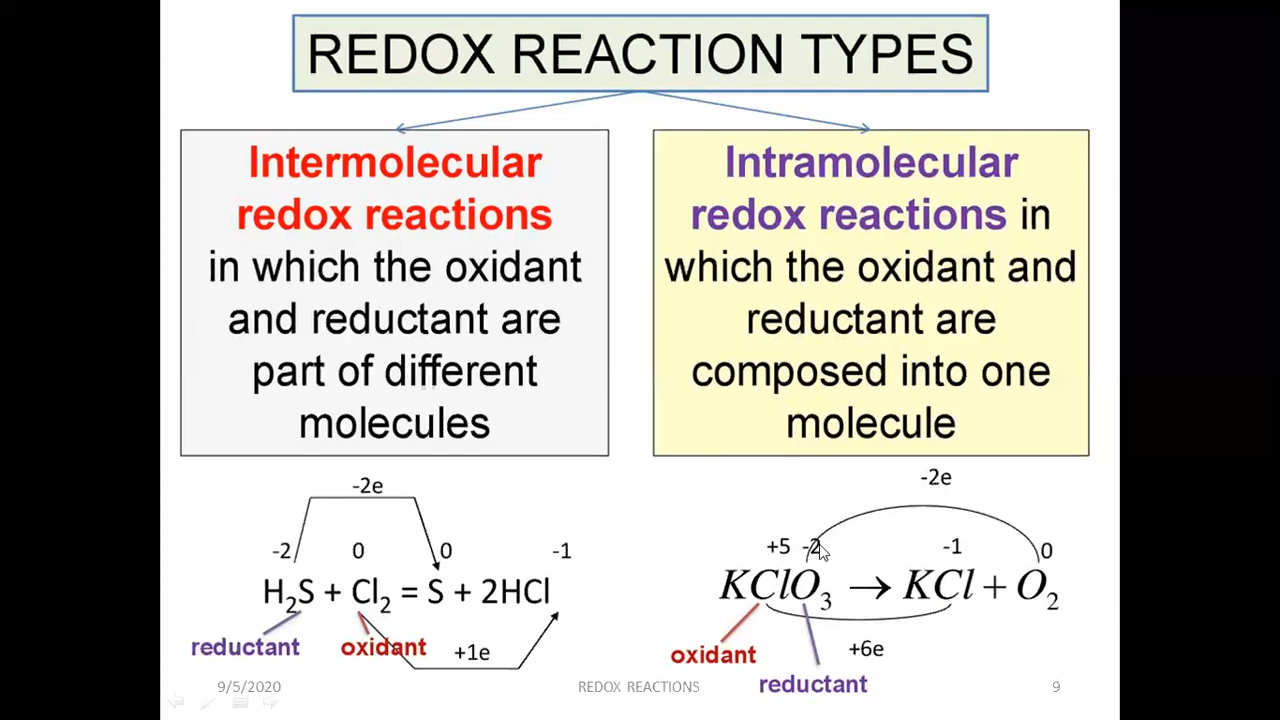 REDOX REACTION TYPES
Intermolecular
redox reactions
in which the oxidant
and reductant are
part of different
molecules
Intramolecular
redox reactions in
which the oxidant and
reductant are
composed into one
molecule
-2e
-2 0 0 -1
H₂S + Cl₂ = S + 2HCl
reductant oxidant +1e
-2e
+5 -2 -1 0
KClO₃ → KCl + O₂
oxidant +6e
reductant
9/5/2020 REDOX REACTIONS 9